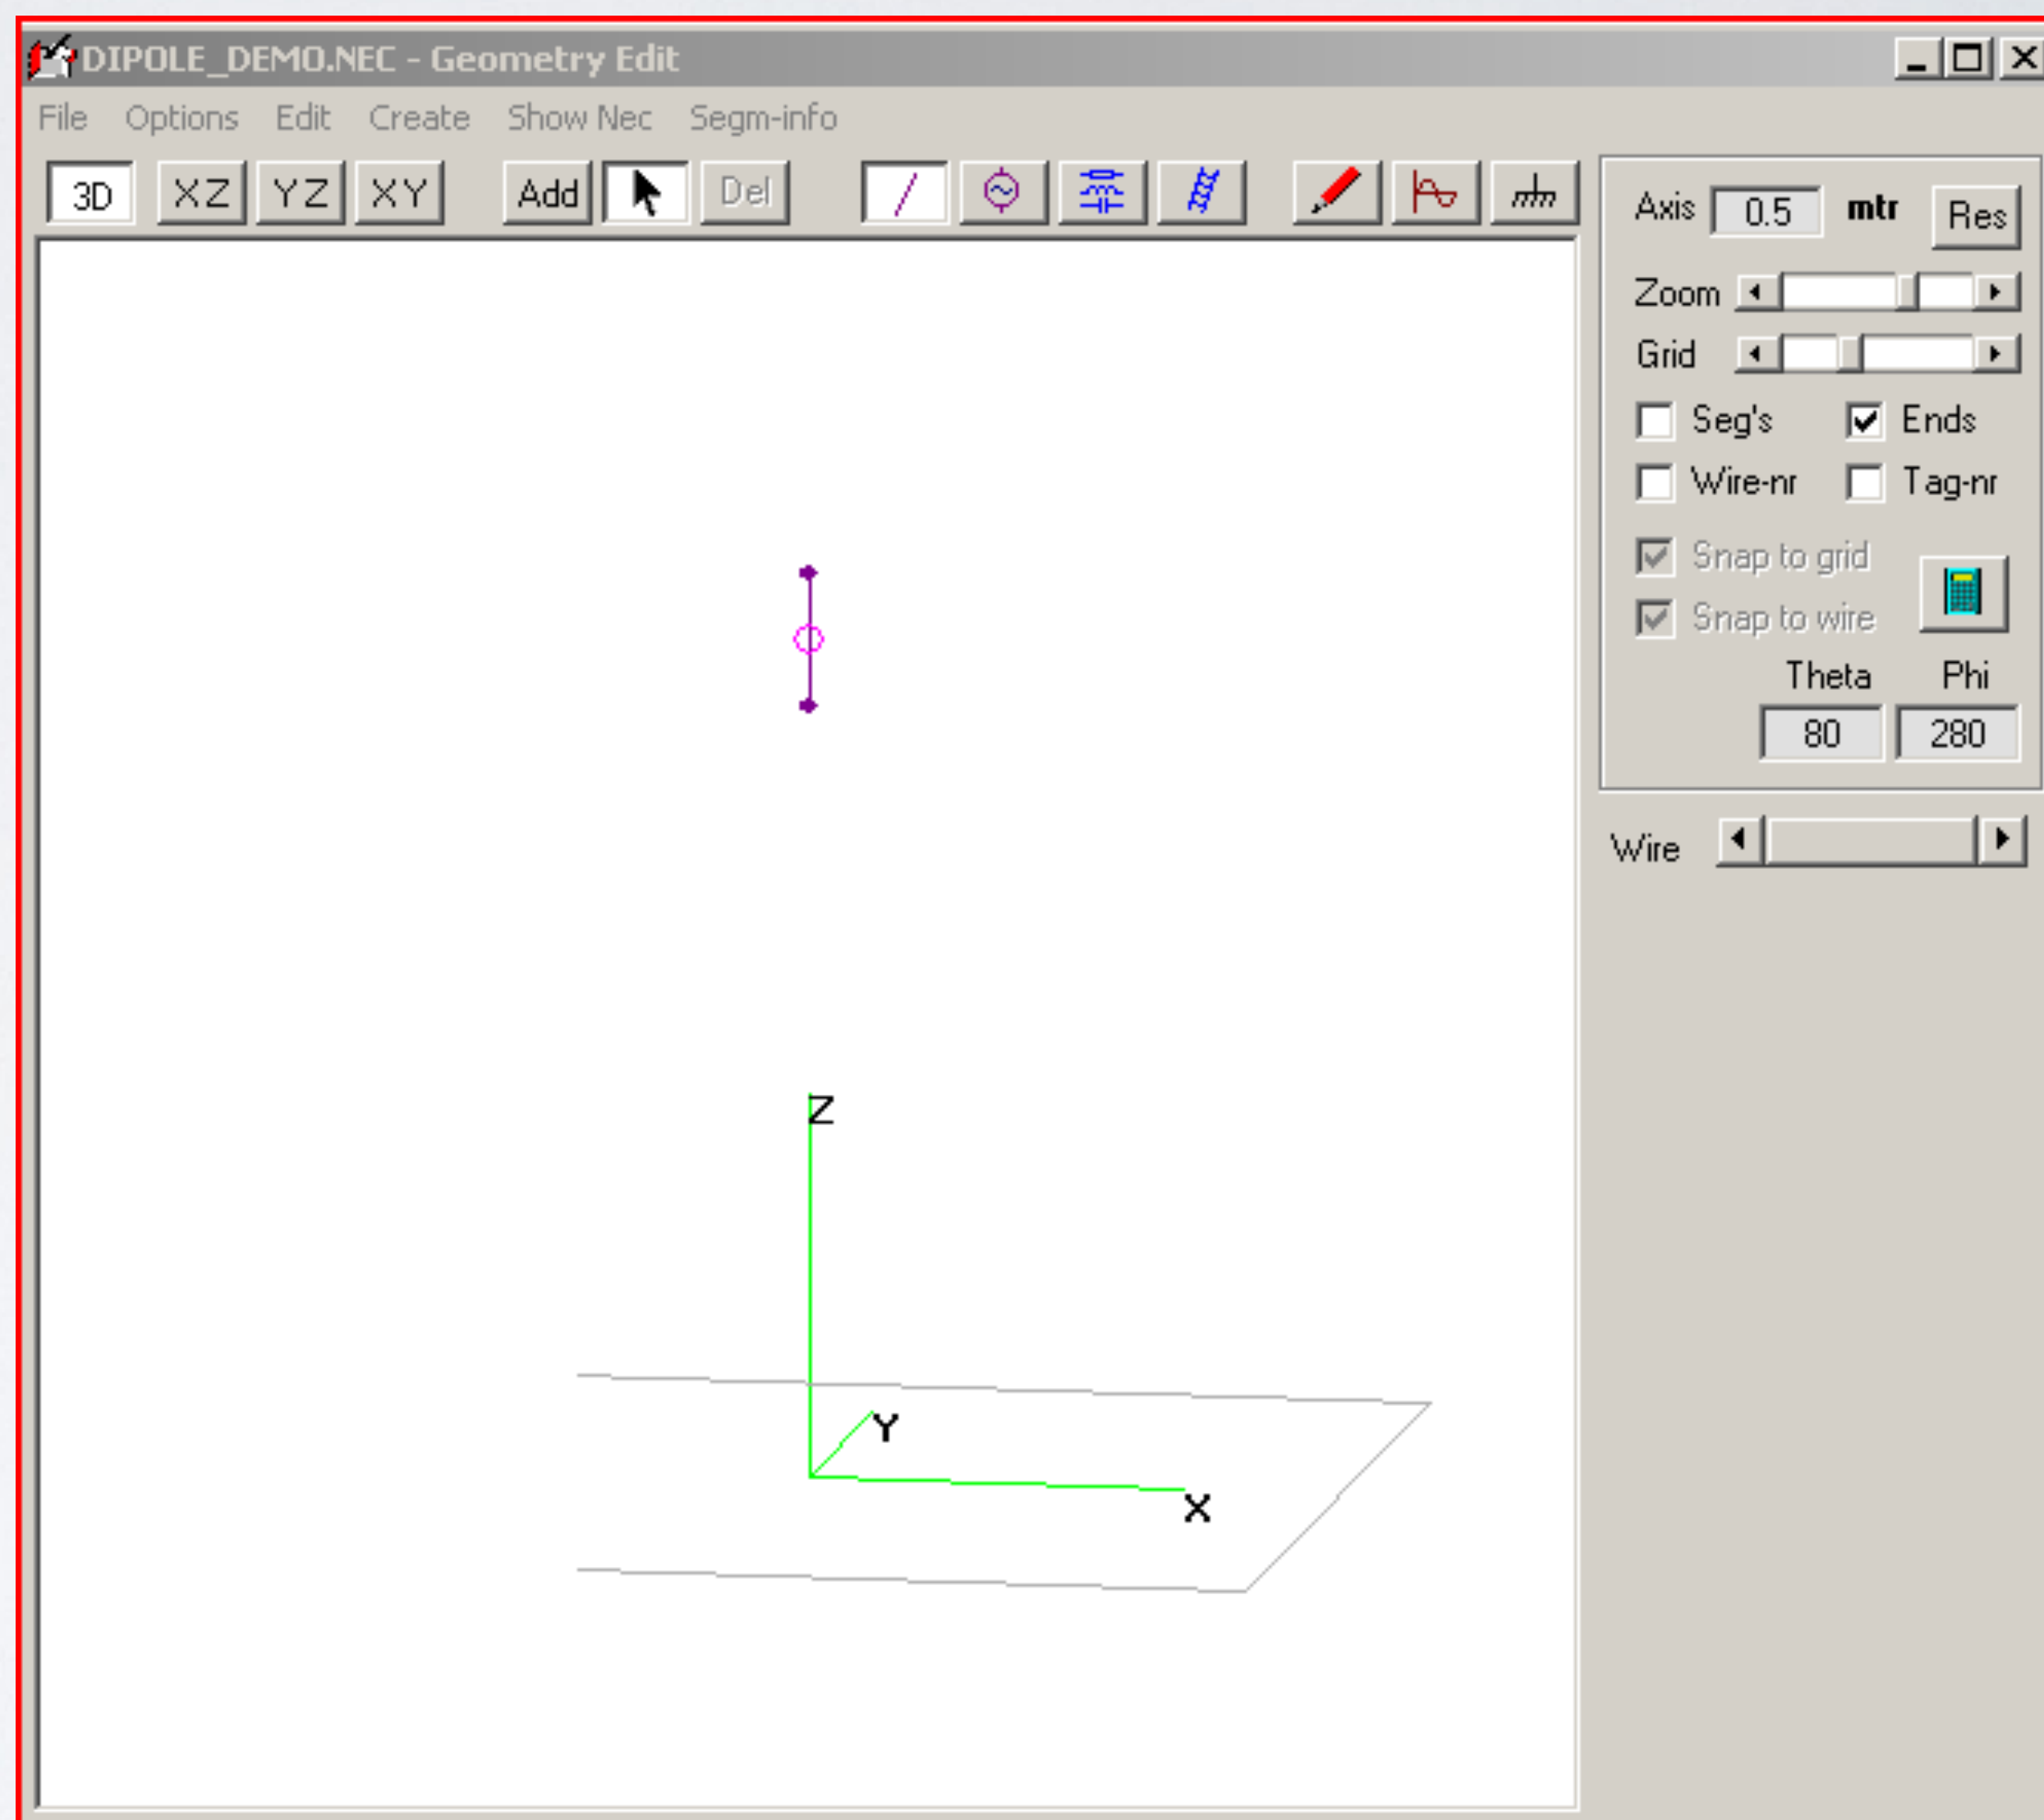 DIPOLE_DEMO.NEC - Geometry Edit
File Options Edit Create Show Nec Segm-info
3D XZ YZ XY Add Del
Axis 0.5 mtr Res
Zoom
Grid
Seg's Ends
Wire-nr Tag-nr
Snap to grid
Snap to wire
Theta Phi
80 280
Wire
Z
Y
X